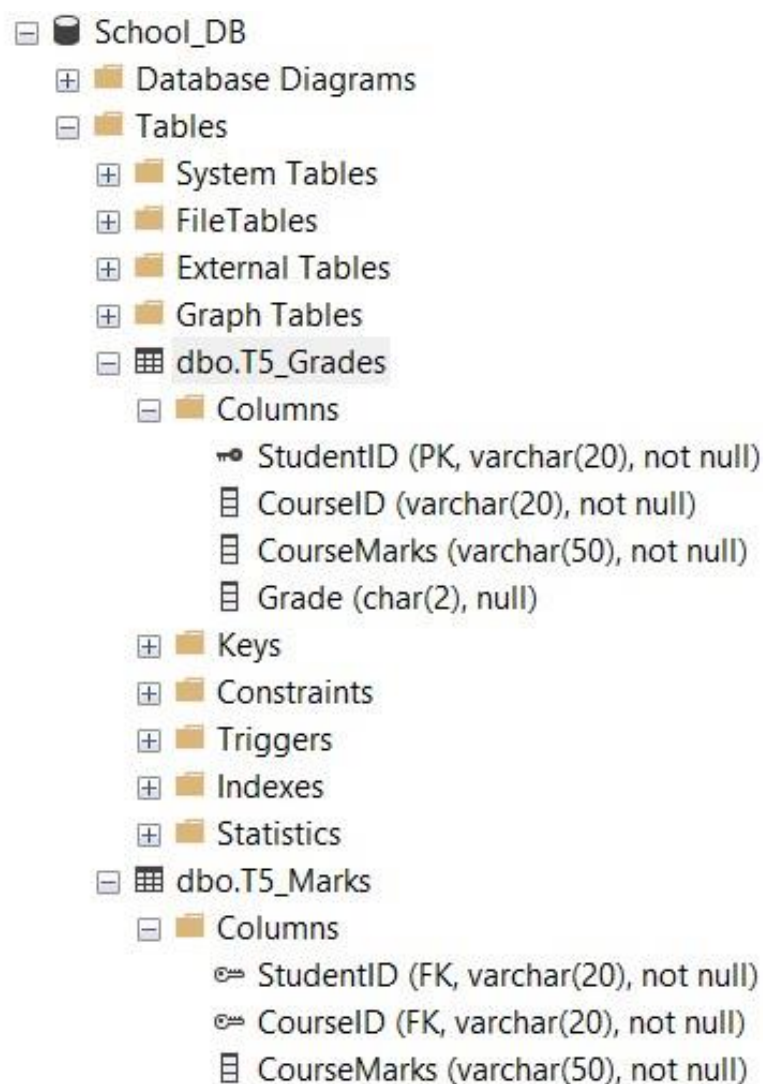 School_DB
Database Diagrams
Tables
System Tables
FileTables
External Tables
Graph Tables
dbo.T5_Grades
Columns
StudentID (PK, varchar(20), not null)
CourseID (varchar(20), not null)
CourseMarks (varchar(50), not null)
Grade (char(2), null)
Keys
Constraints
Triggers
Indexes
Statistics
dbo.T5_Marks
Columns
StudentID (FK, varchar(20), not null)
CourseID (FK, varchar(20), not null)
CourseMarks (varchar(50), not null)